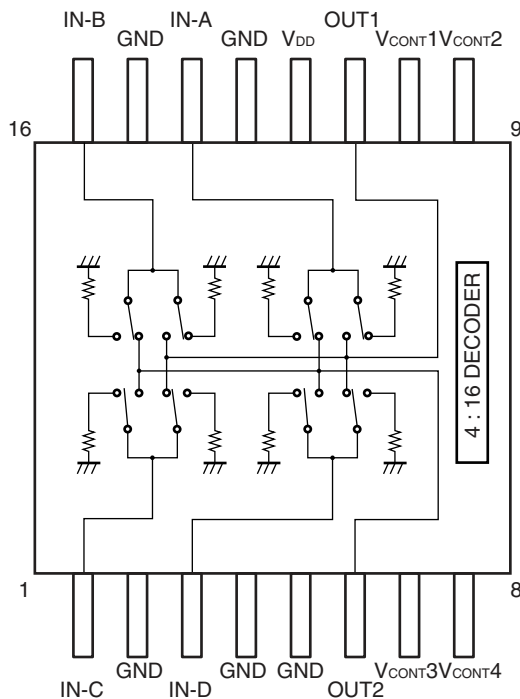 IN-B GND IN-A GND VDD OUT1 VCONT1 VCONT2
16 9
4 : 16 DECODER
1 8
IN-C GND IN-D GND GND OUT2 VCONT3 VCONT4